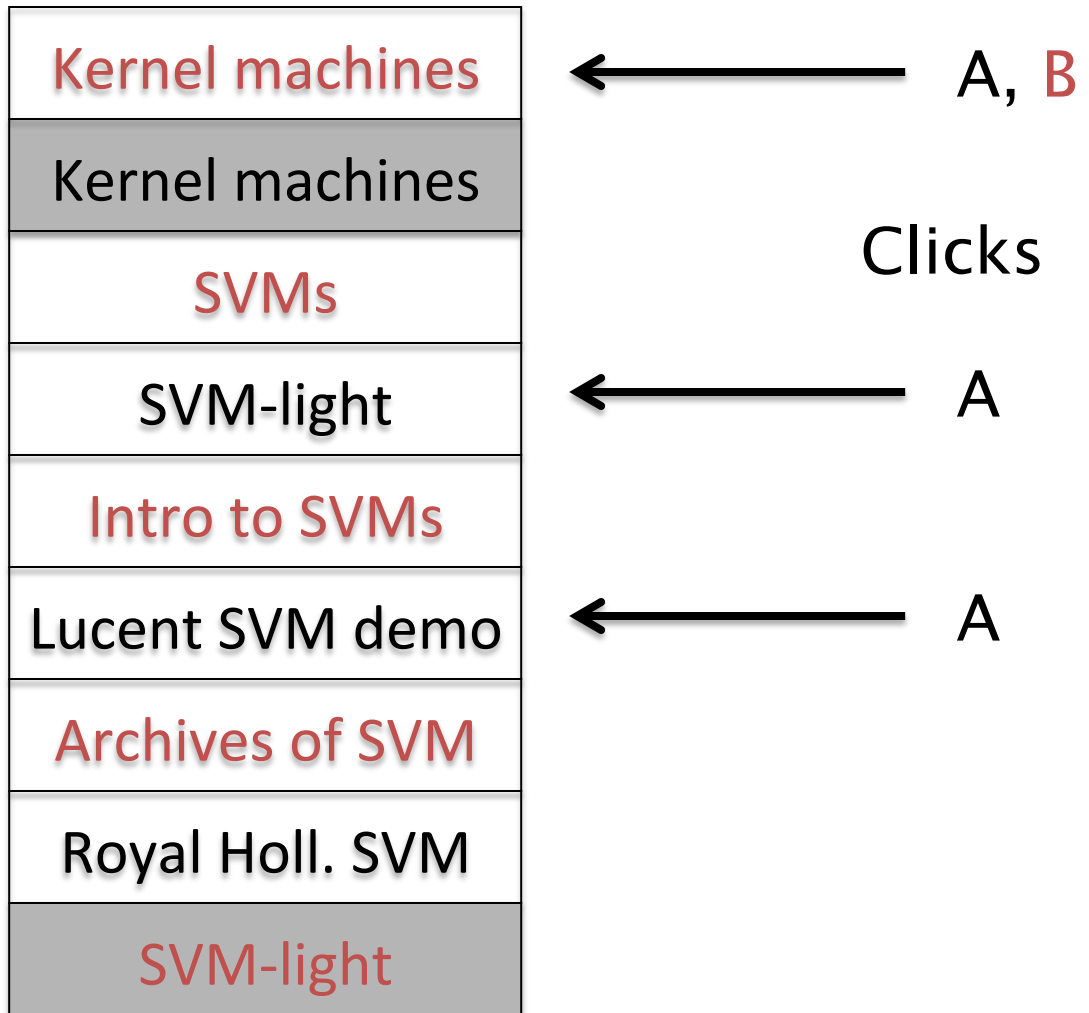 Kernel machines
A, B
Kernel machines
Clicks
SVMs
SVM-light
A
Intro to SVMs
Lucent SVM demo
A
Archives of SVM
Royal Holl. SVM
SVM-light